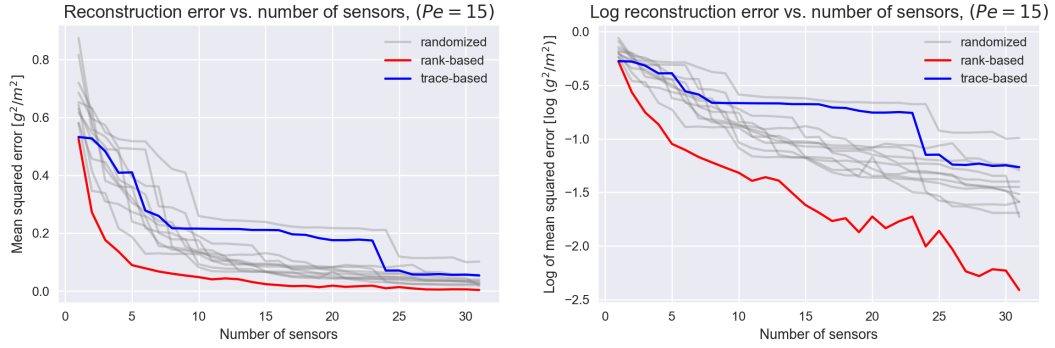 Reconstruction error vs. number of sensors, (Pe = 15)
Mean squared error [g²/m²]
0.8
0.6
0.4
0.2
0.0
randomized
rank-based
trace-based
0 5 10 15 20 25 30
Number of sensors
Log reconstruction error vs. number of sensors, (Pe = 15)
Log of mean squared error [log (g²/m²)]
0.0
−0.5
−1.0
−1.5
−2.0
−2.5
randomized
rank-based
trace-based
0 5 10 15 20 25 30
Number of sensors